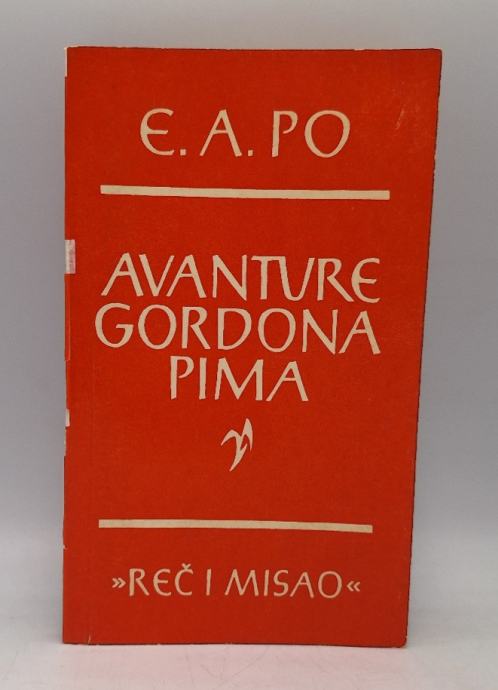 E. A. PO
AVANTURE
GORDONA
PIMA
»REČ I MISAO«